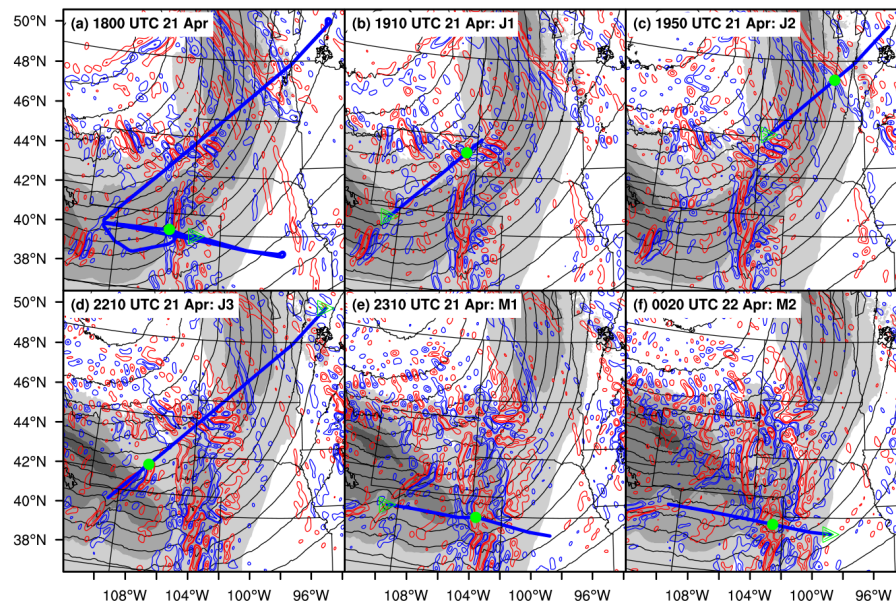 50°N (a) 1800 UTC 21 Apr (b) 1910 UTC 21 Apr: J1 (c) 1950 UTC 21 Apr: J2
48°N
46°N
44°N
42°N
40°N
38°N
50°N (d) 2210 UTC 21 Apr: J3 (e) 2310 UTC 21 Apr: M1 (f) 0020 UTC 22 Apr: M2
48°N
46°N
44°N
42°N
40°N
38°N
108°W 104°W 100°W 96°W 108°W 104°W 100°W 96°W 108°W 104°W 100°W 96°W